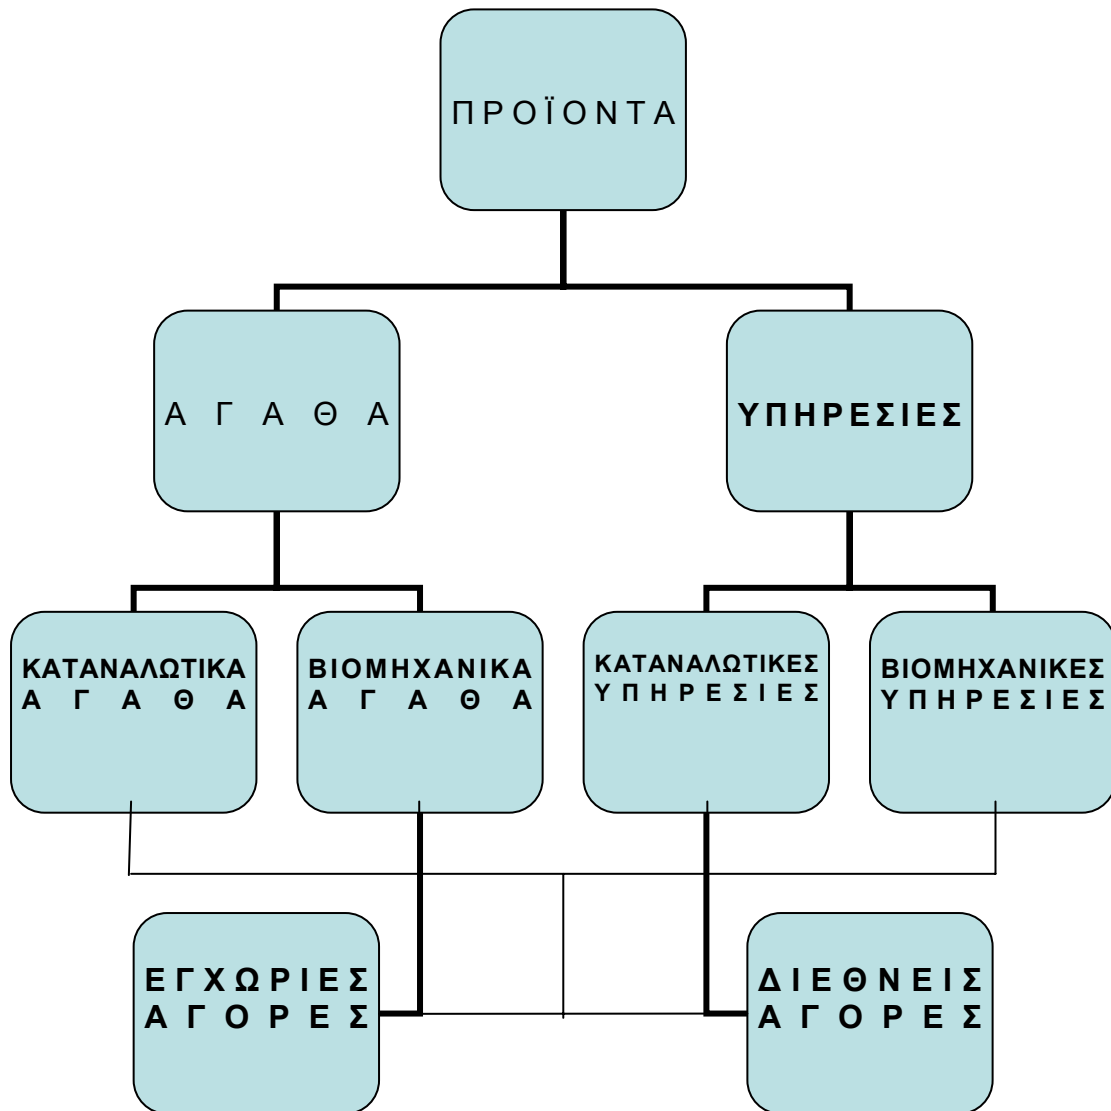 ΠΡΟΪΟΝΤΑ
ΑΓΑΘΑ
ΥΠΗΡΕΣΙΕΣ
ΚΑΤΑΝΑΛΩΤΙΚΑ
ΑΓΑΘΑ
ΒΙΟΜΗΧΑΝΙΚΑ
ΑΓΑΘΑ
ΚΑΤΑΝΑΛΩΤΙΚΕΣ
ΥΠΗΡΕΣΙΕΣ
ΒΙΟΜΗΧΑΝΙΚΕΣ
ΥΠΗΡΕΣΙΕΣ
ΕΓΧΩΡΙΕΣ
ΑΓΟΡΕΣ
ΔΙΕΘΝΕΙΣ
ΑΓΟΡΕΣ